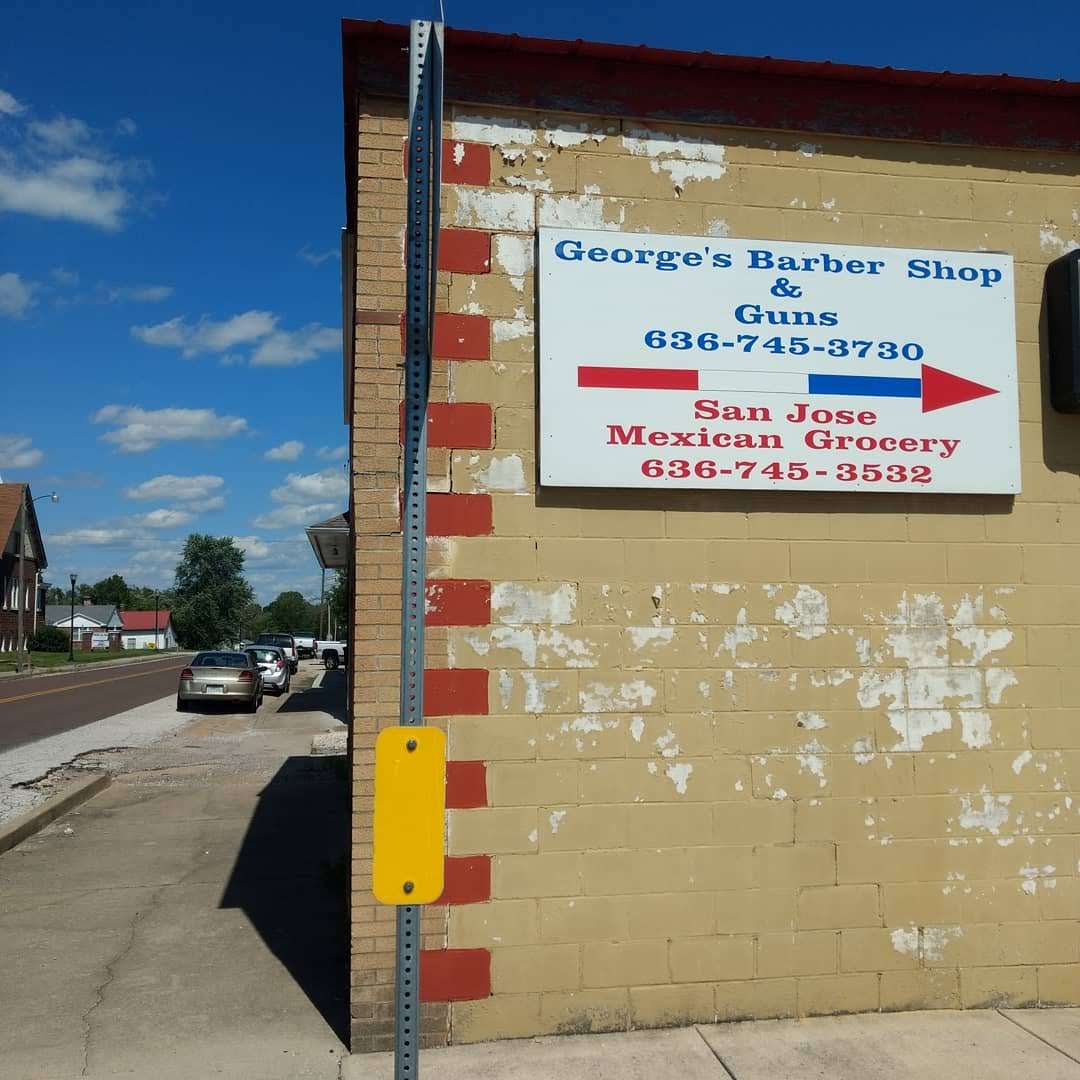 George's Barber Shop
&
Guns
636-745-3730
San Jose
Mexican Grocery
636-745-3532